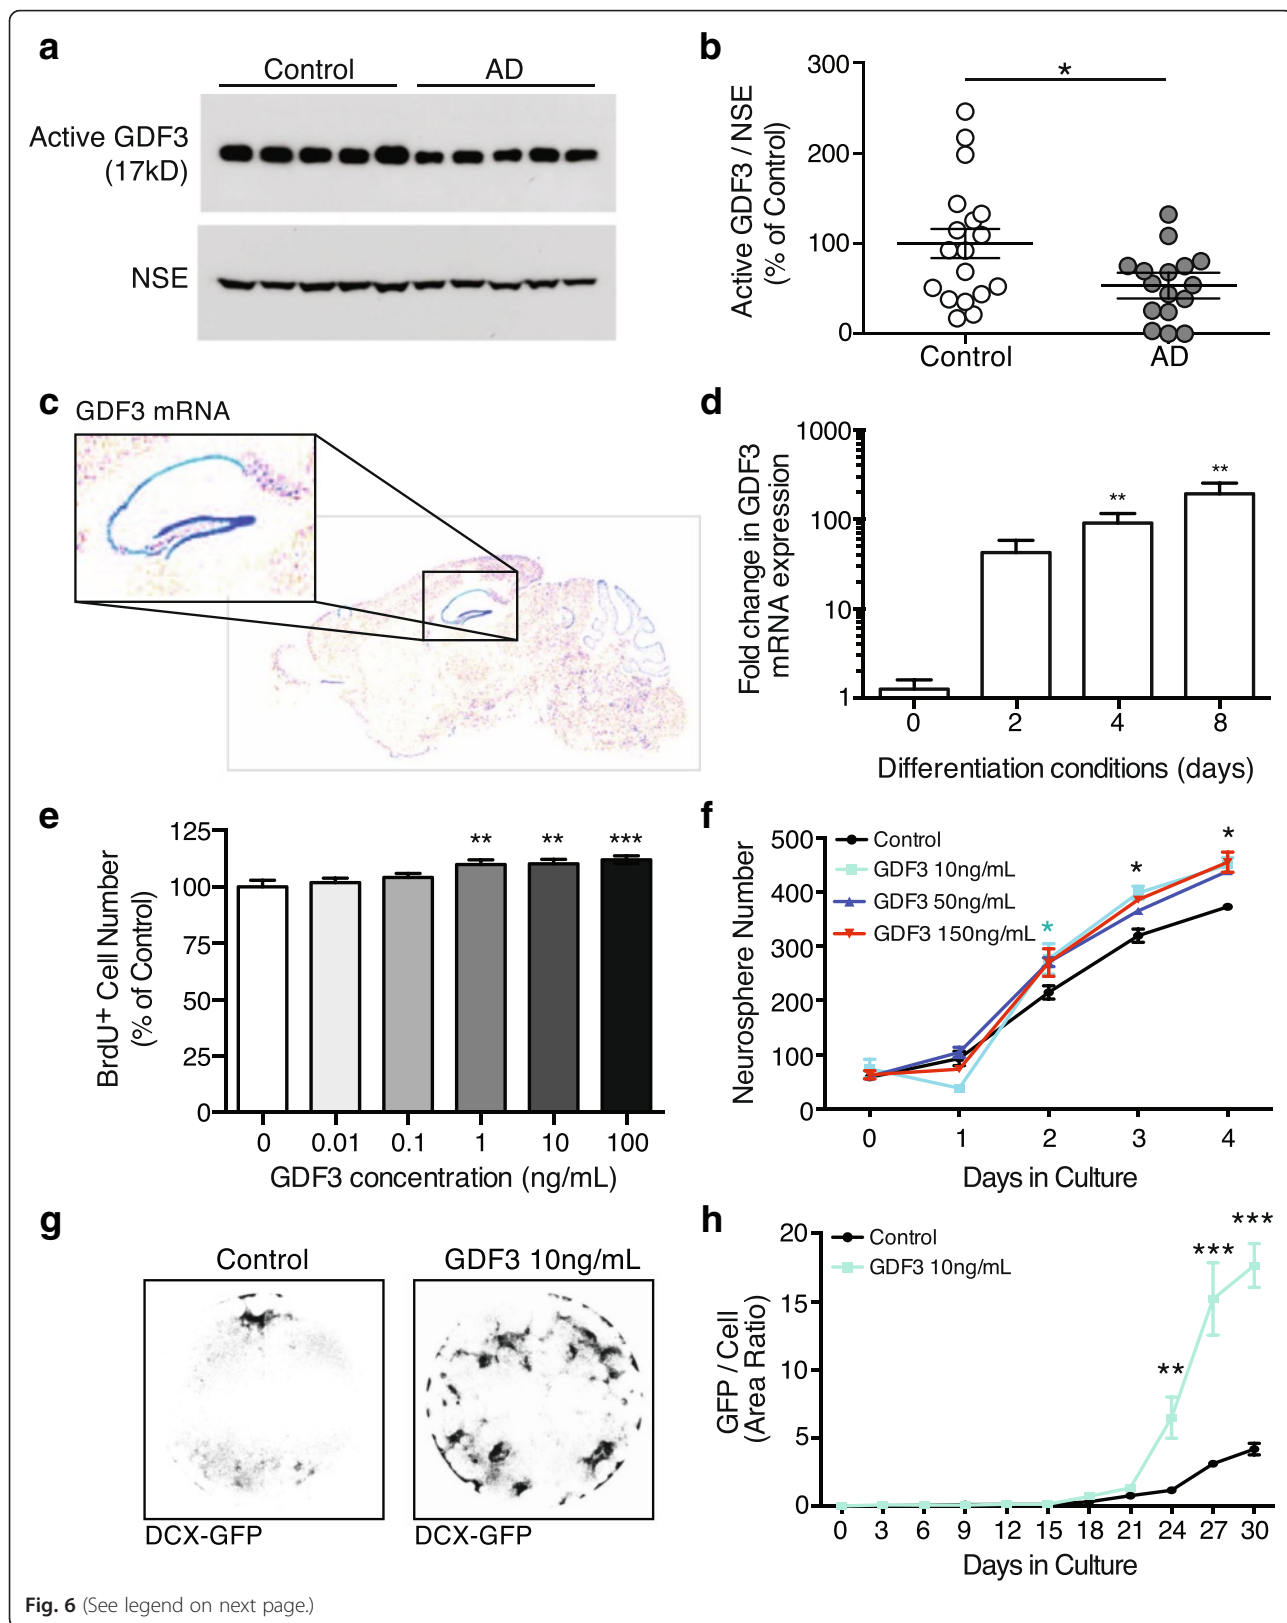 a
Control
AD
Active GDF3
(17kD)
NSE
b
Active GDF3 / NSE
(% of Control)
300
200
100
0
*
Control
AD
c
GDF3 mRNA
d
Fold change in GDF3
mRNA expression
1000
100
10
1
**
**
0 2 4 8
Differentiation conditions (days)
e
BrdU+ Cell Number
(% of Control)
125
100
75
50
25
0
** ** ***
0 0.01 0.1 1 10 100
GDF3 concentration (ng/mL)
f
Neurosphere Number
500
400
300
200
100
0
Control
GDF3 10ng/mL
GDF3 50ng/mL
GDF3 150ng/mL
*
*
*
0 1 2 3 4
Days in Culture
g
Control
GDF3 10ng/mL
DCX-GFP
DCX-GFP
h
GFP / Cell
(Area Ratio)
20
15
10
5
0
Control
GDF3 10ng/mL
**
***
***
0 3 6 9 12 15 18 21 24 27 30
Days in Culture
Fig. 6 (See legend on next page.)